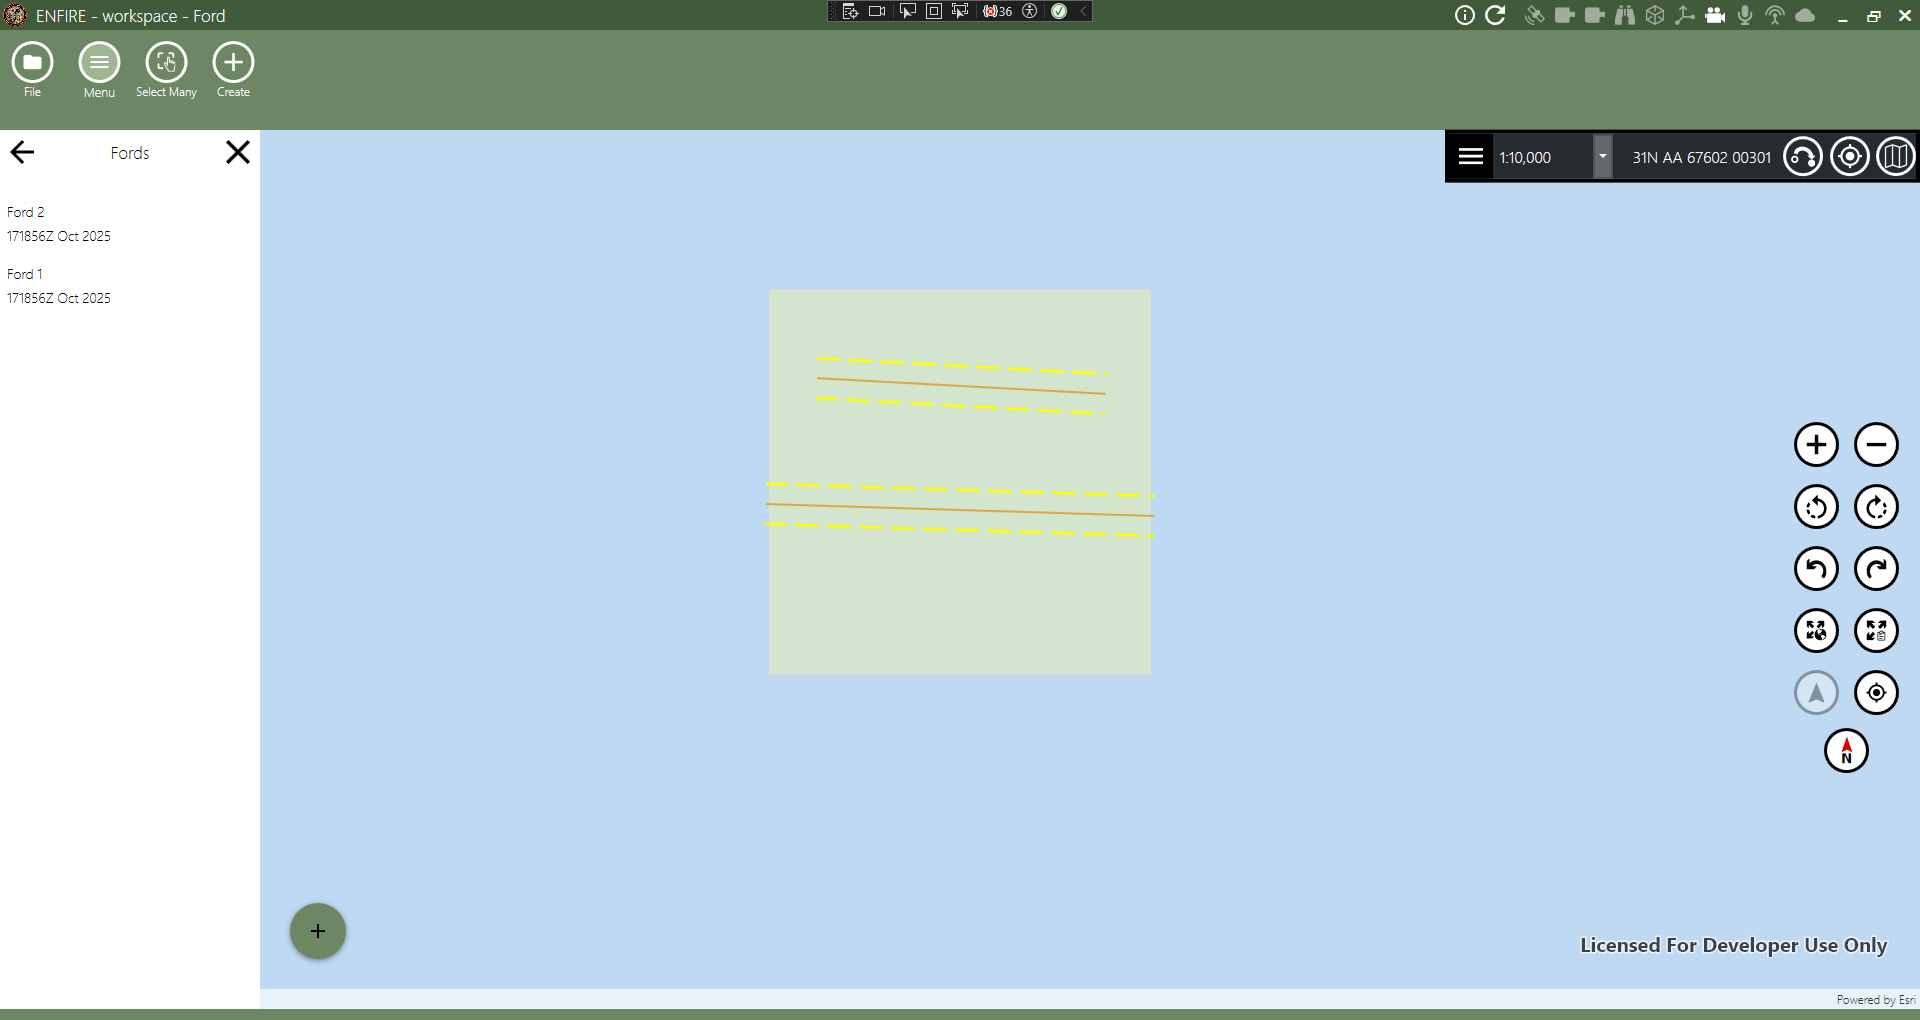 ENFIRE - workspace - Ford
36
File
Menu
Select Many
Create
Fords
1:10,000
31N AA 67602 00301
Ford 2
171856Z Oct 2025
Ford 1
171856Z Oct 2025
N
Licensed For Developer Use Only
Powered by Esri